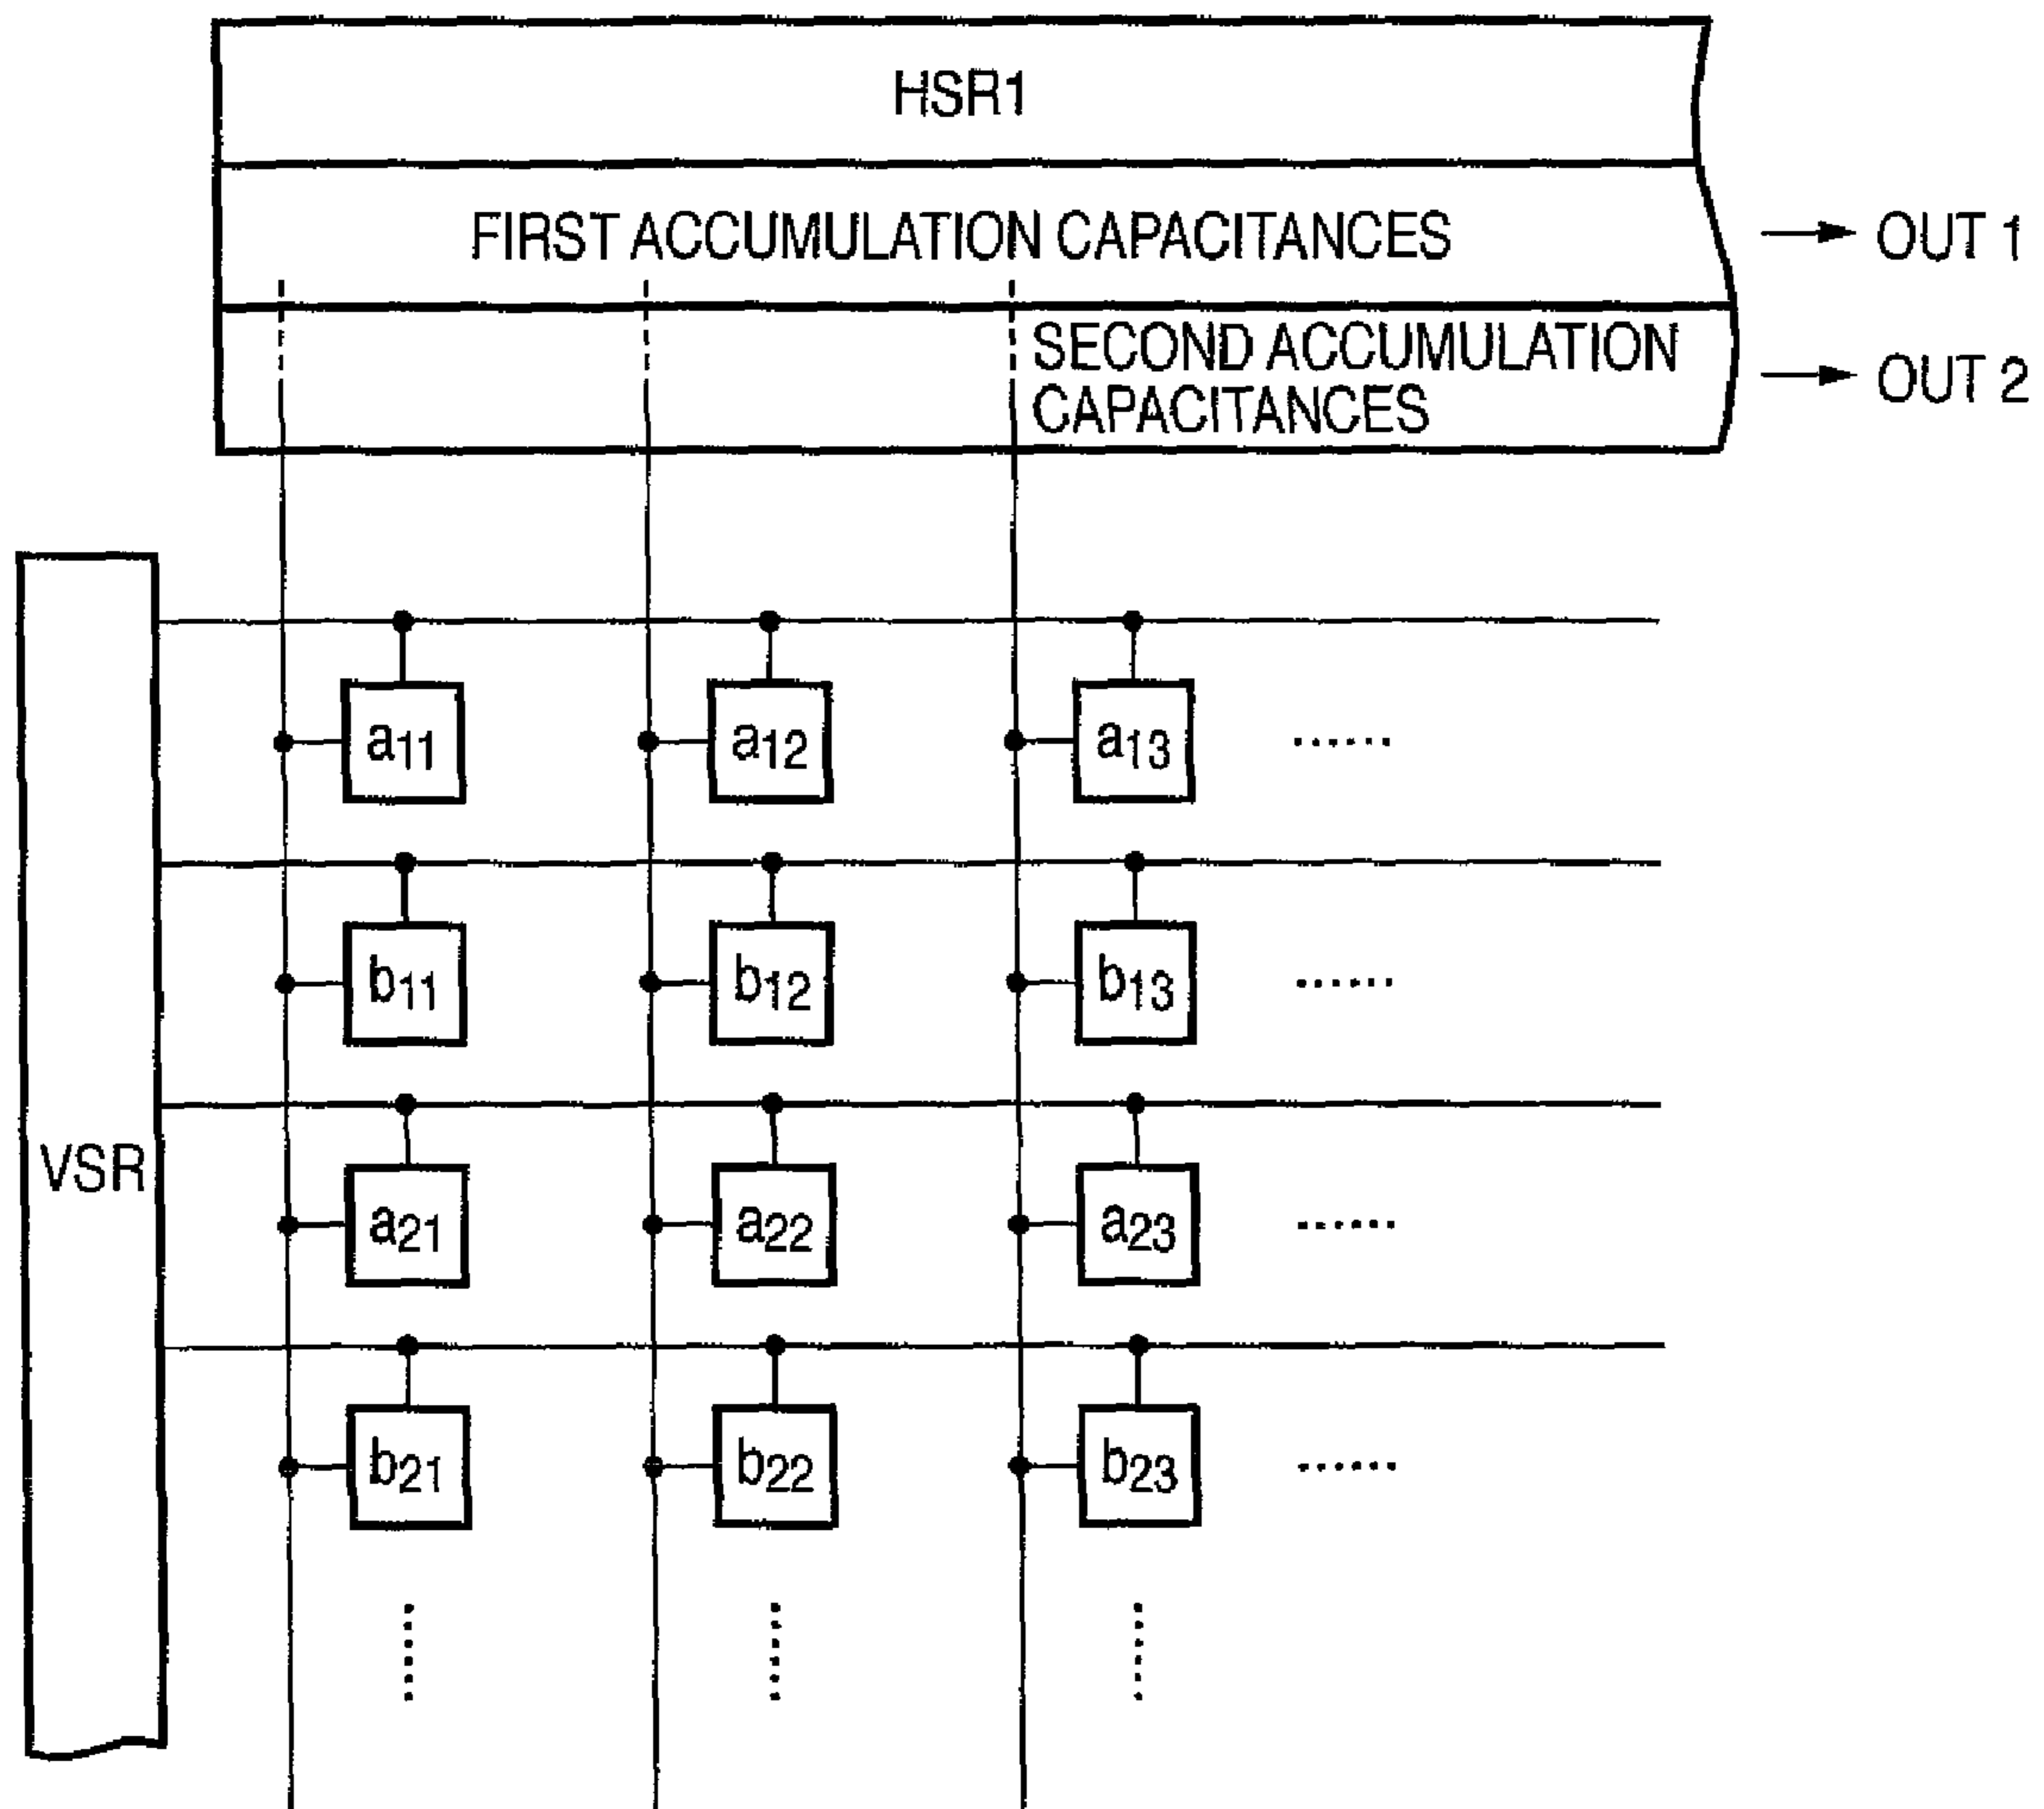 HSR1
FIRST ACCUMULATION CAPACITANCES
OUT 1
SECOND ACCUMULATION
CAPACITANCES
OUT 2
a11 a12 a13 ......
b11 b12 b13 ......
VSR
a21 a22 a23 ......
b21 b22 b23 ......